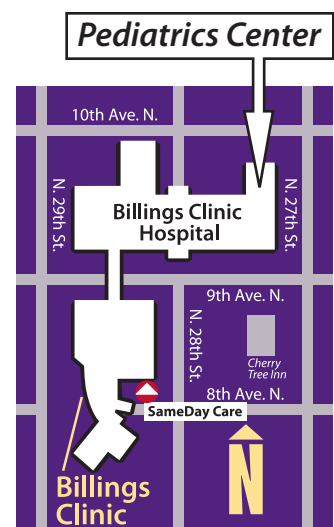 Pediatrics Center
10th Ave. N.
N. 29th St.
Billings Clinic
Hospital
N. 27th St.
9th Ave. N.
N. 28th St.
Cherry
Tree Inn
8th Ave. N.
SameDay Care
Billings
Clinic
N